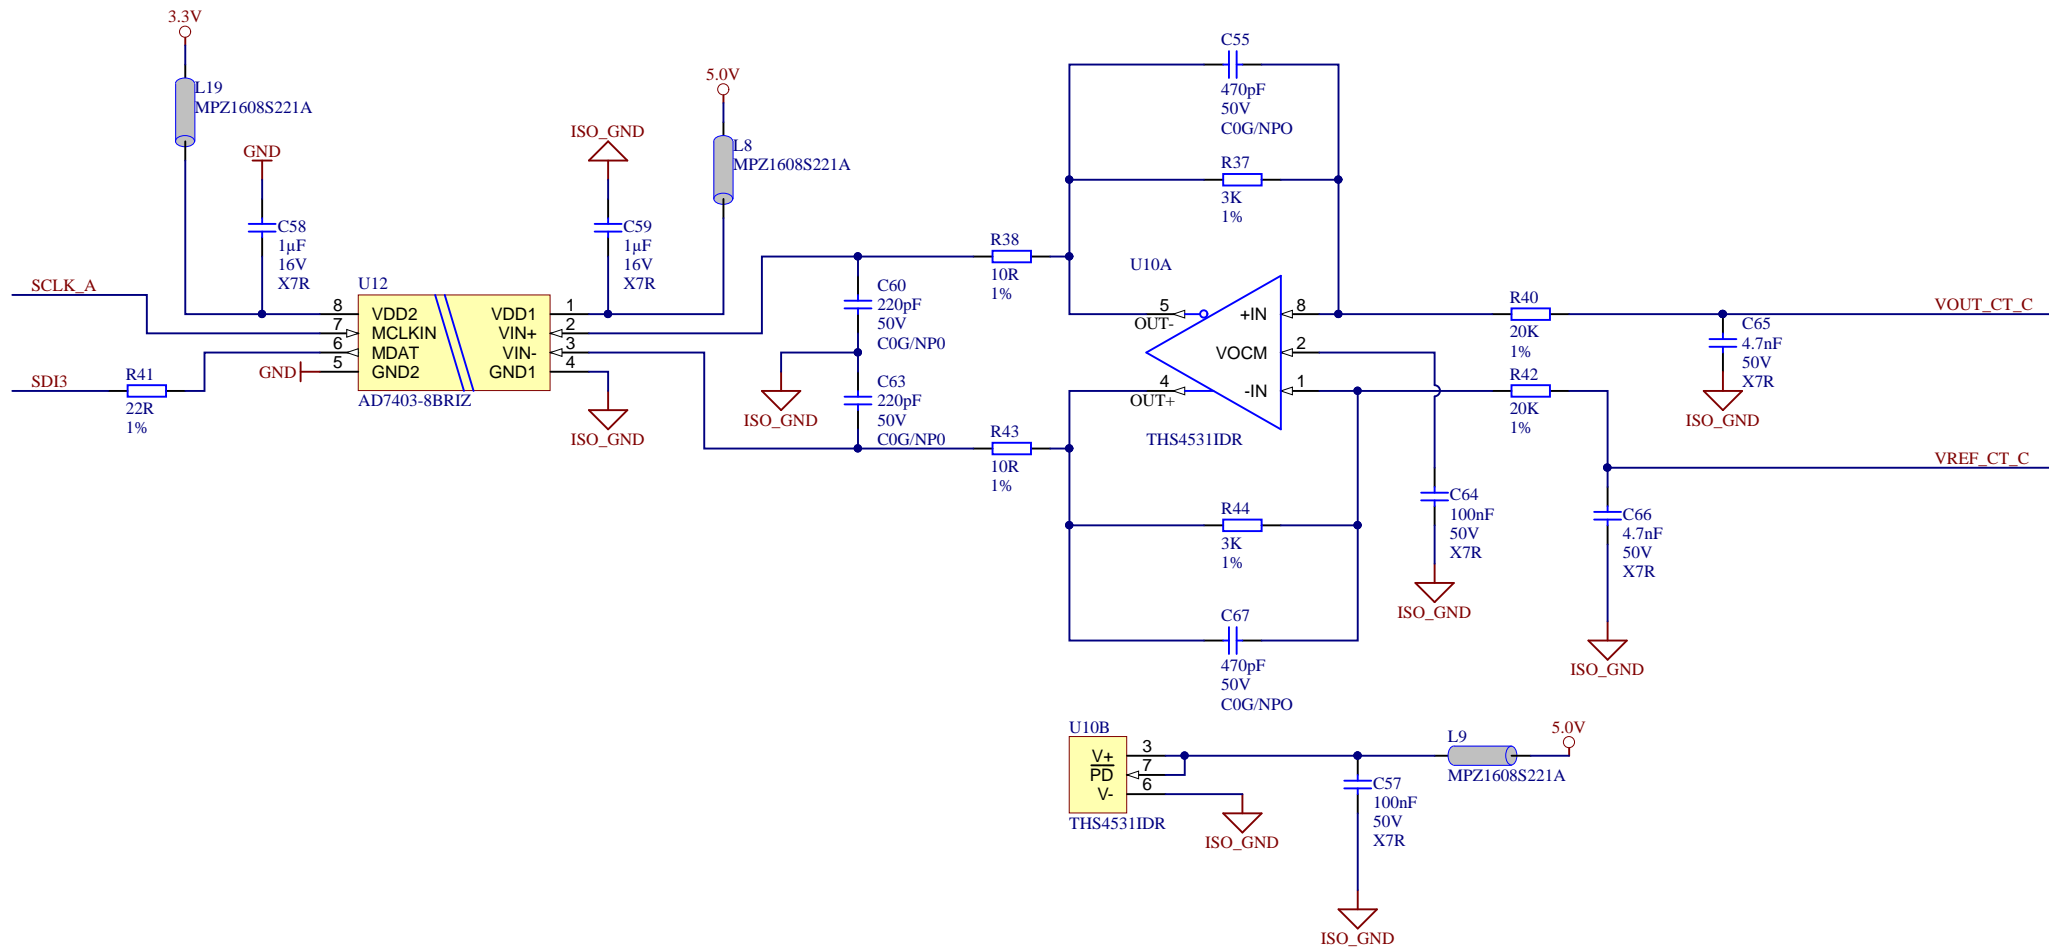 3.3V
L19
MPZ1608S221A
GND
C58
1µF
16V
X7R
ISO_GND
C59
1µF
16V
X7R
5.0V
L8
MPZ1608S221A
SCLK_A
SDI3
R41
22R
1%
GND
U12
8
7
6
5
VDD2
MCLKIN
MDAT
GND2
VDD1
VIN+
VIN-
GND1
1
2
3
4
AD7403-8BRIZ
ISO_GND
C60
220pF
50V
C0G/NP0
C63
220pF
50V
C0G/NP0
ISO_GND
R38
10R
1%
R43
10R
1%
C55
470pF
50V
C0G/NPO
R37
3K
1%
U10A
5
OUT-
4
OUT+
+IN
VOCM
-IN
8
2
1
THS4531IDR
R44
3K
1%
C67
470pF
50V
C0G/NPO
R40
20K
1%
R42
20K
1%
C65
4.7nF
50V
X7R
ISO_GND
VOUT_CT_C
VREF_CT_C
C64
100nF
50V
X7R
ISO_GND
C66
4.7nF
50V
X7R
ISO_GND
U10B
V+
PD
V-
3
7
6
THS4531IDR
ISO_GND
C57
100nF
50V
X7R
ISO_GND
L9
MPZ1608S221A
5.0V